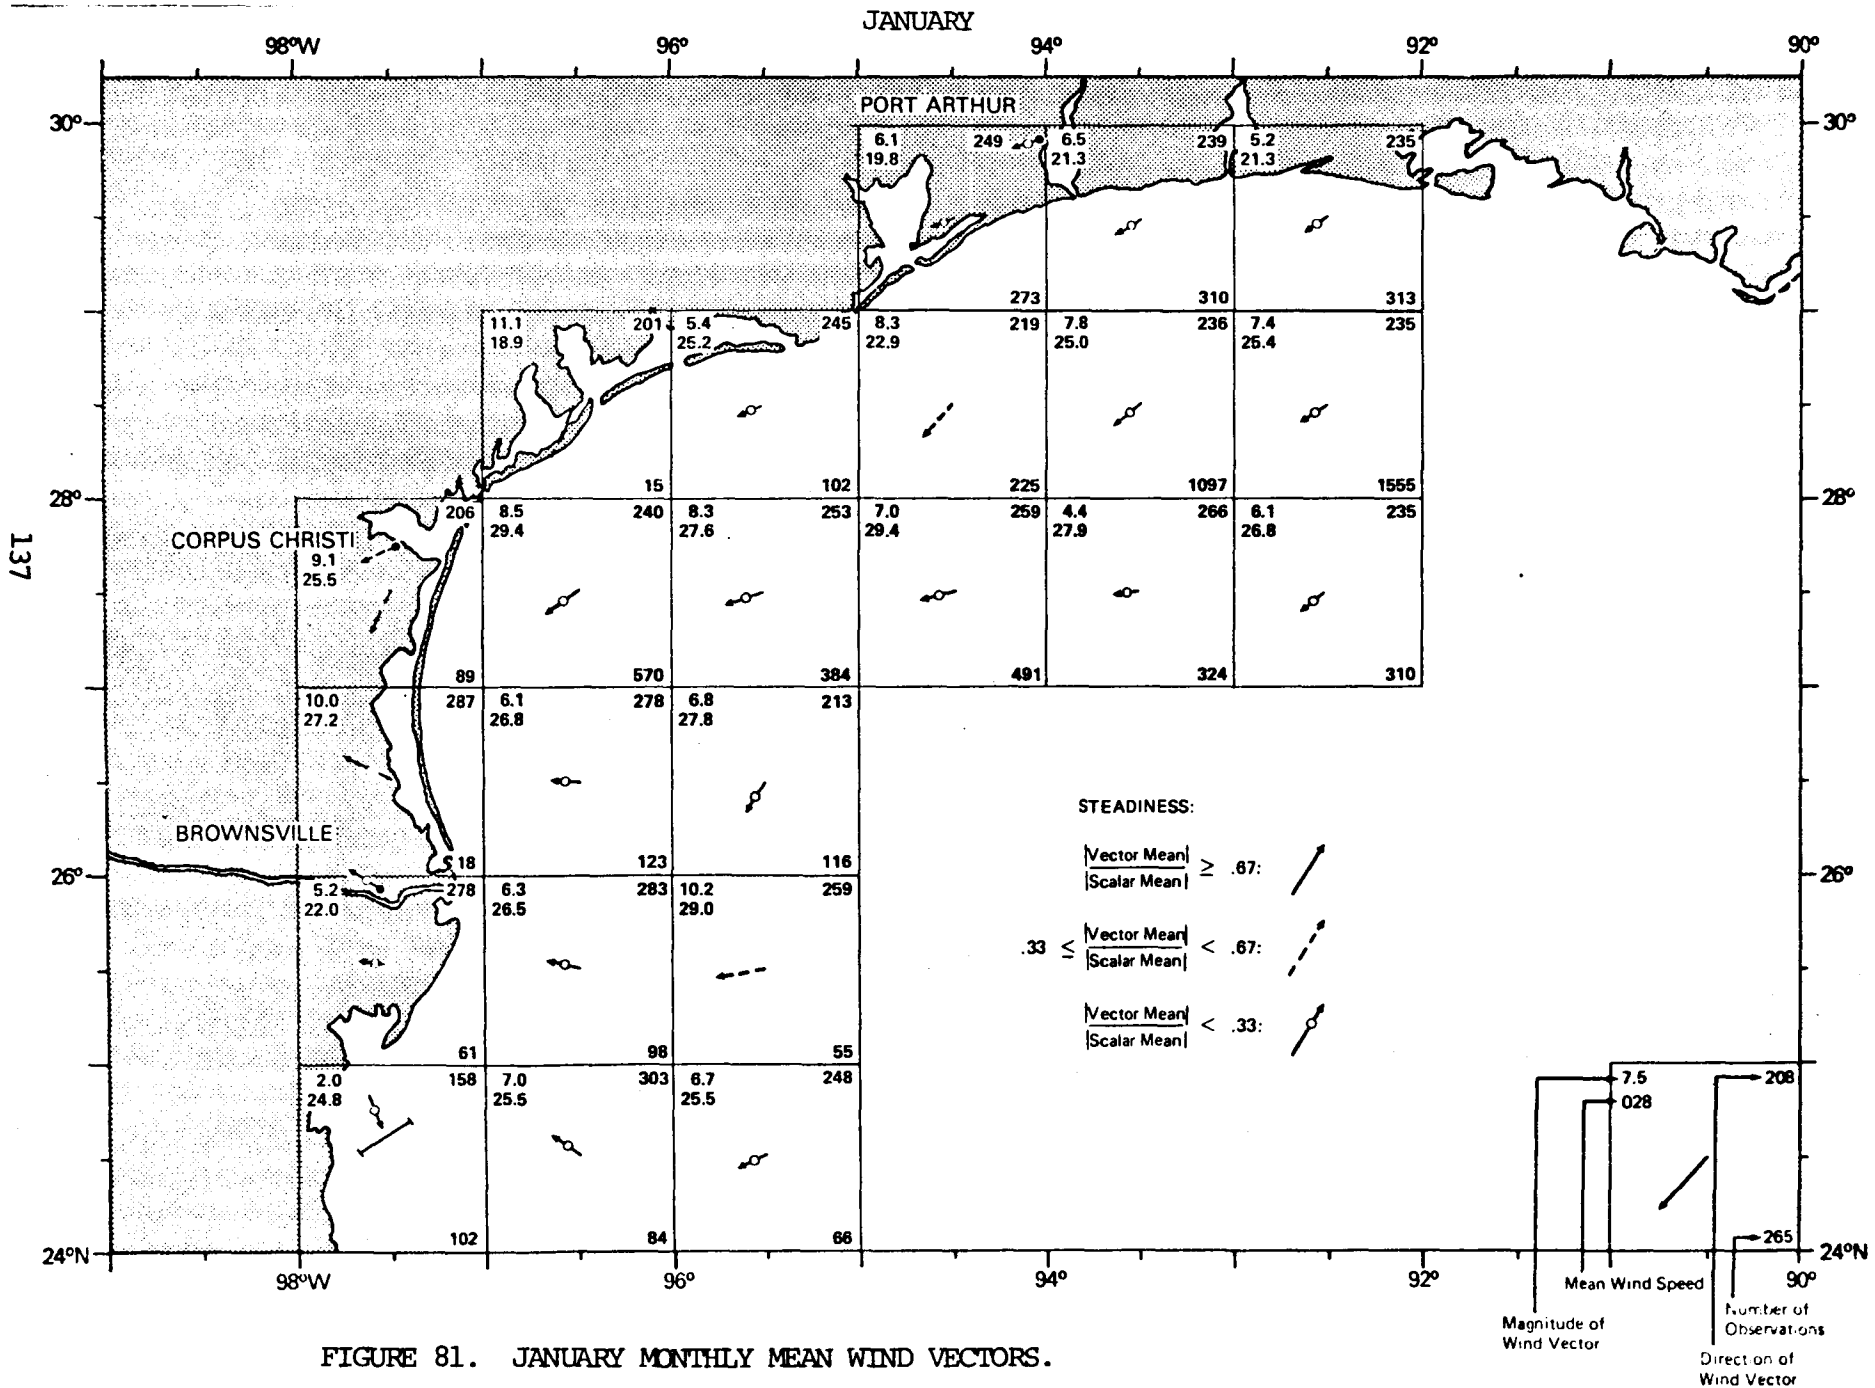 JANUARY
98°W 96° 94° 92° 90°
30° 30°
PORT ARTHUR
6.1 249 6.5 239 5.2 235
19.8 21.3 21.3
273 310 313
11.1 201 5.4 245 8.3 219 7.8 236 7.4 235
18.9 25.2 22.9 25.0 25.4
15 102 225 1097 1555
28° 28°
206 8.5 240 8.3 253 7.0 259 4.4 266 6.1 235
29.4 27.6 29.4 27.9 26.8
CORPUS CHRISTI
9.1
25.5
137
89 570 384 491 324 310
10.0 287 6.1 278 6.8 213
27.2 26.8 27.8
BROWNSVILLE
18 123 116
26° 26°
5.2 278 6.3 283 10.2 259
22.0 26.5 29.0
61 98 55
2.0 158 7.0 303 6.7 248
24.8 25.5 25.5
102 84 66
24°N 24°N
98°W 96° 94° 92° 90°
STEADINESS:
|Vector Mean|
|Scalar Mean| ≥ .67:
.33 ≤ |Vector Mean|
|Scalar Mean| < .67:
|Vector Mean|
|Scalar Mean| < .33:
7.5 208
028
265
Mean Wind Speed
Magnitude of
Wind Vector
Number of
Observations
Direction of
Wind Vector
FIGURE 81. JANUARY MONTHLY MEAN WIND VECTORS.